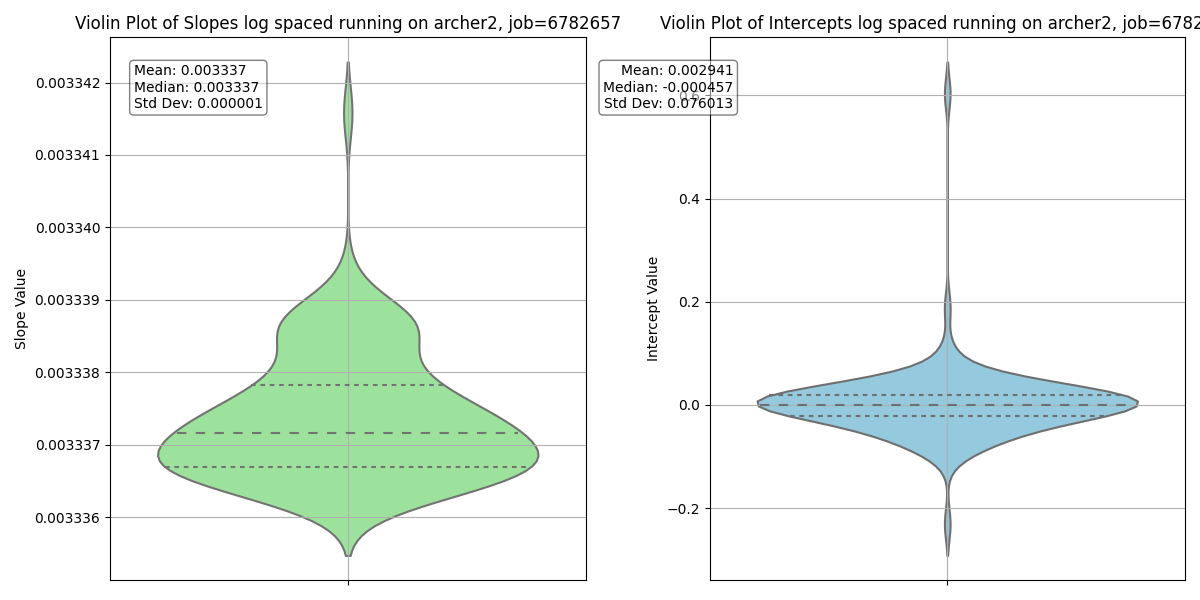 Violin Plot of Slopes log spaced running on archer2, job=6782657
Mean: 0.003337
Median: 0.003337
Std Dev: 0.000001
0.003342
0.003341
0.003340
0.003339
0.003338
0.003337
0.003336
Slope Value
Violin Plot of Intercepts log spaced running on archer2, job=6782
Mean: 0.002941
Median: -0.000457
Std Dev: 0.076013
0.6
0.4
0.2
0.0
−0.2
Intercept Value